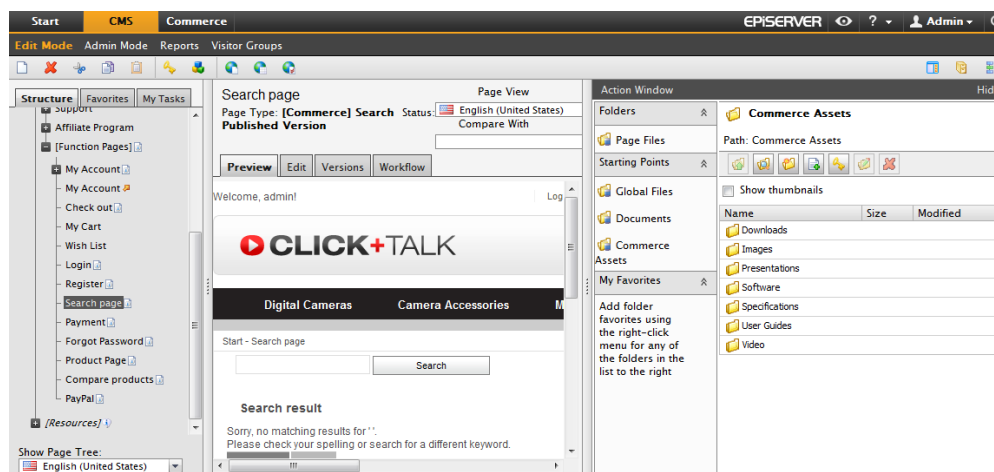 Start CMS Commerce EPiSERVER ? Admin
Edit Mode Admin Mode Reports Visitor Groups
Structure Favorites My Tasks
Support
Affiliate Program
[Function Pages]
My Account
My Account
Check out
My Cart
Wish List
Login
Register
Search page
Payment
Forgot Password
Product Page
Compare products
PayPal
[Resources]
Show Page Tree:
English (United States)
Search page
Page View
Page Type: [Commerce] Search Status:
English (United States)
Published Version
Compare With
Preview Edit Versions Workflow
Welcome, admin! Log
CLICK+TALK
Digital Cameras Camera Accessories M
Start - Search page
Search
Search result
Sorry, no matching results for ' '.
Please check your spelling or search for a different keyword.
Action Window Hid
Folders
Page Files
Starting Points
Global Files
Documents
Commerce
Assets
My Favorites
Add folder
favorites using
the right-click
menu for any of
the folders in the
list to the right
Commerce Assets
Path: Commerce Assets
Show thumbnails
Name Size Modified
Downloads
Images
Presentations
Software
Specifications
User Guides
Video